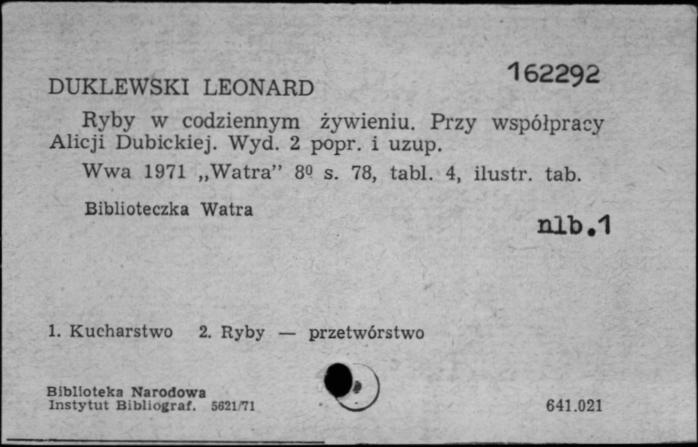 162292
DUKLEWSKI LEONARD
Ryby w codziennym żywieniu. Przy współpracy
Alicji Dubickiej. Wyd. 2 popr. i uzup.
Wwa 1971 „Watra” 8º s. 78, tabl. 4, ilustr. tab.
Biblioteczka Watra
nlb.1
1. Kucharstwo 2. Ryby — przetwórstwo
Biblioteka Narodowa
Instytut Bibliograf. 5621/71
641.021